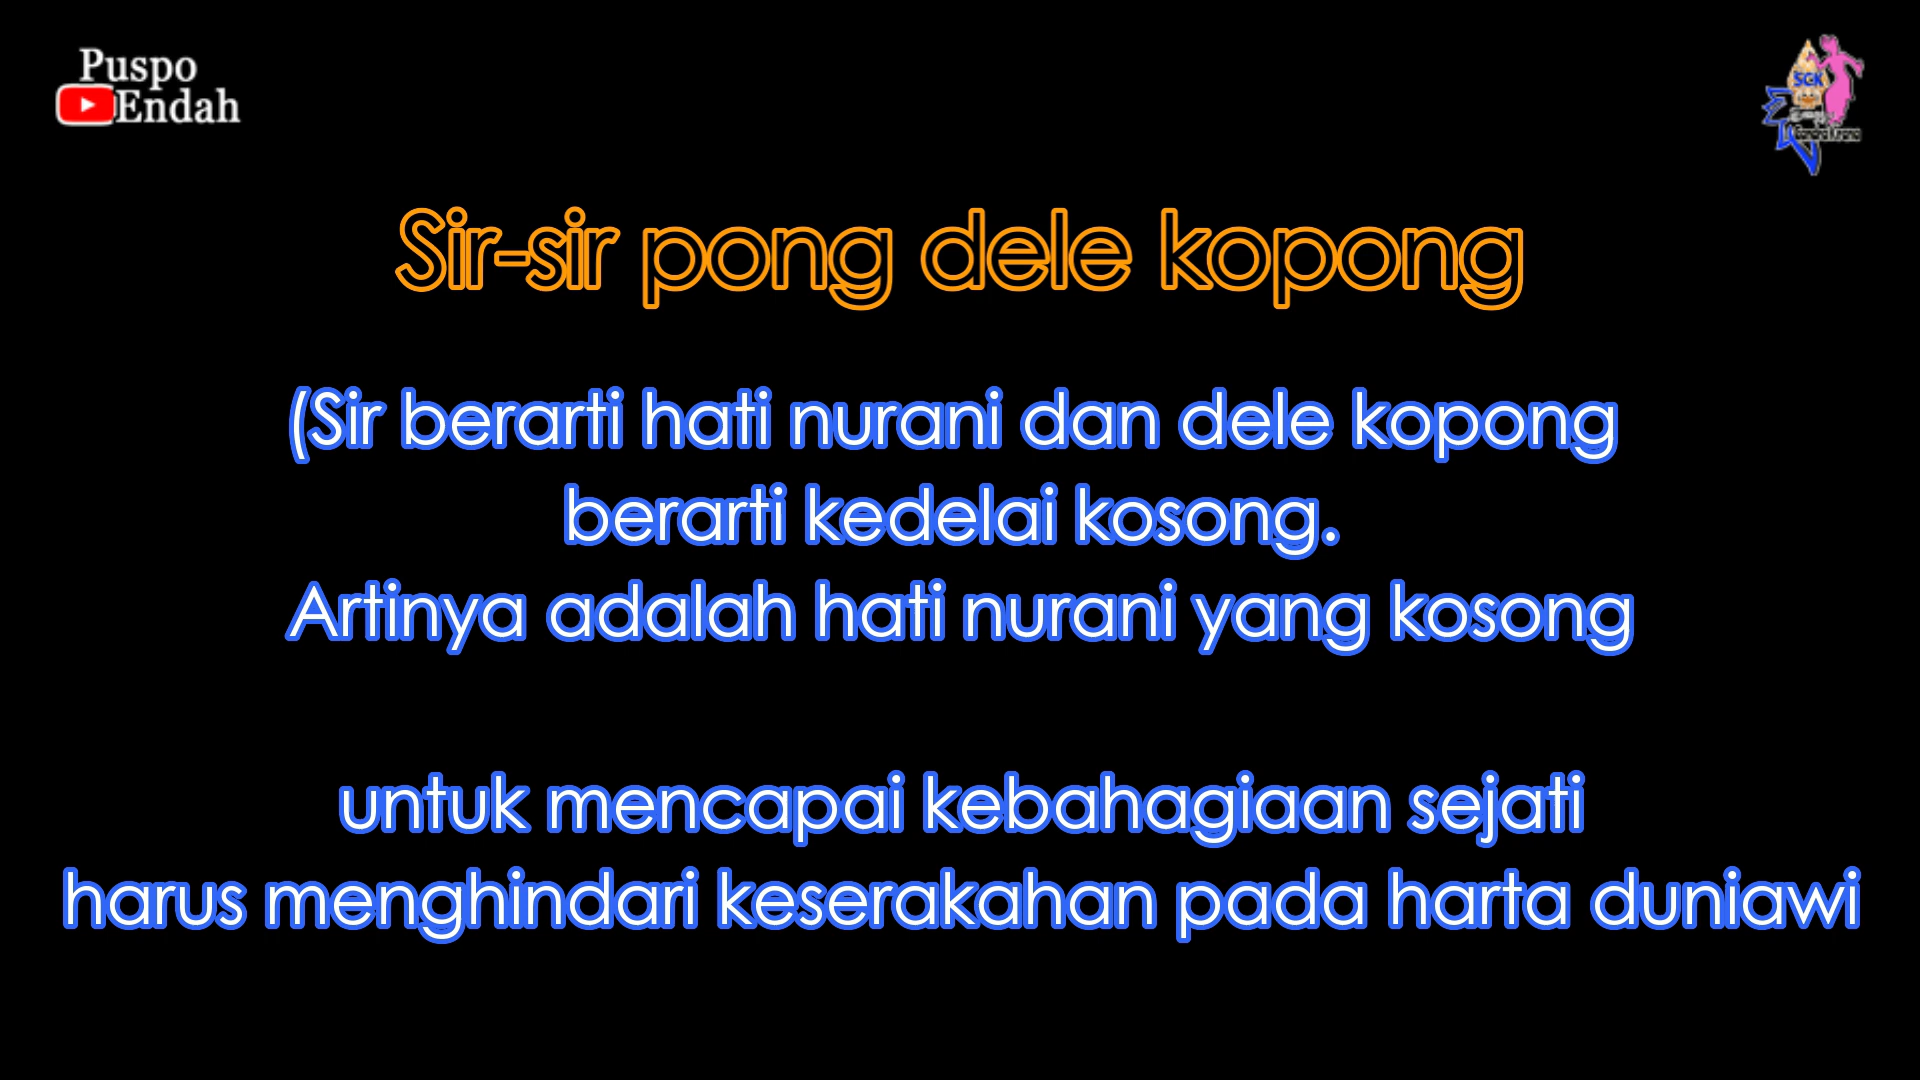 Puspo
Endah
SGK
Sir-sir pong dele kopong
(Sir berarti hati nurani dan dele kopong
berarti kedelai kosong.
Artinya adalah hati nurani yang kosong
untuk mencapai kebahagiaan sejati
harus menghindari keserakahan pada harta duniawi